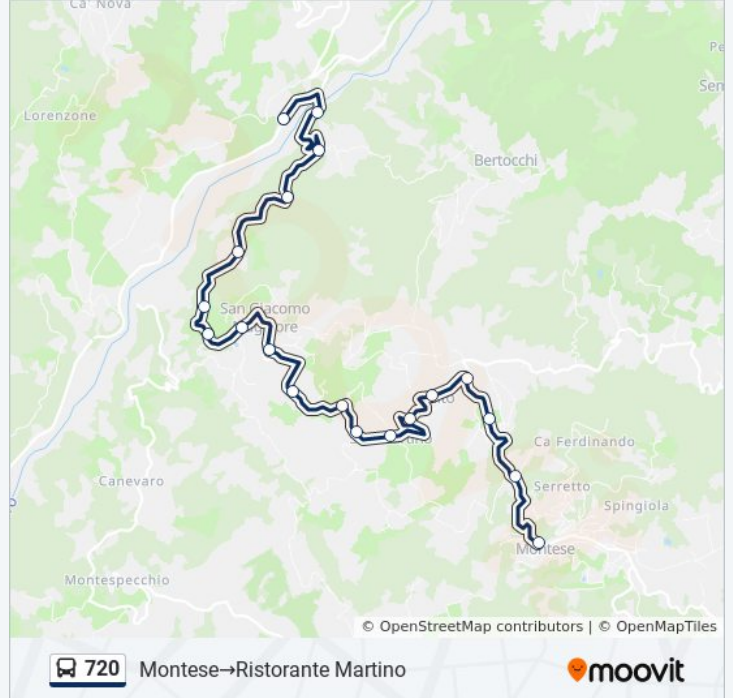 Ca' Nova
Pe
Sem
Lorenzone
Bertocchi
San Giacomo
Ca Ferdinando
Canevaro
Serretto
Spingiola
Montese
Montespecchio
© OpenStreetMap contributors | © OpenMapTiles
720 Montese→Ristorante Martino moovit